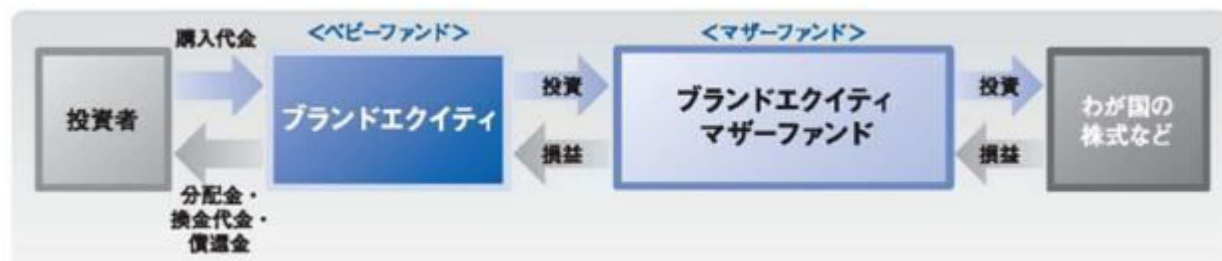 購入代金
<ベビーファンド>
<マザーファンド>
投資者
ブランドエクイティ
投資
ブランドエクイティ
マザーファンド
投資
わが国の
株式など
損益
損益
分配金・
換金代金・
償還金